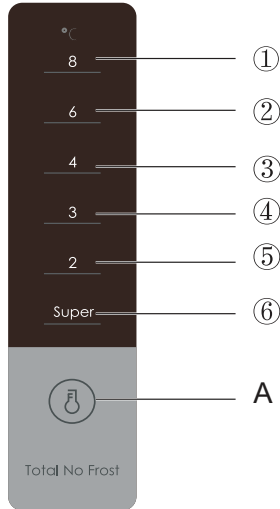 °C
8 ①
6 ②
4 ③
3 ④
2 ⑤
Super ⑥
A
Total No Frost